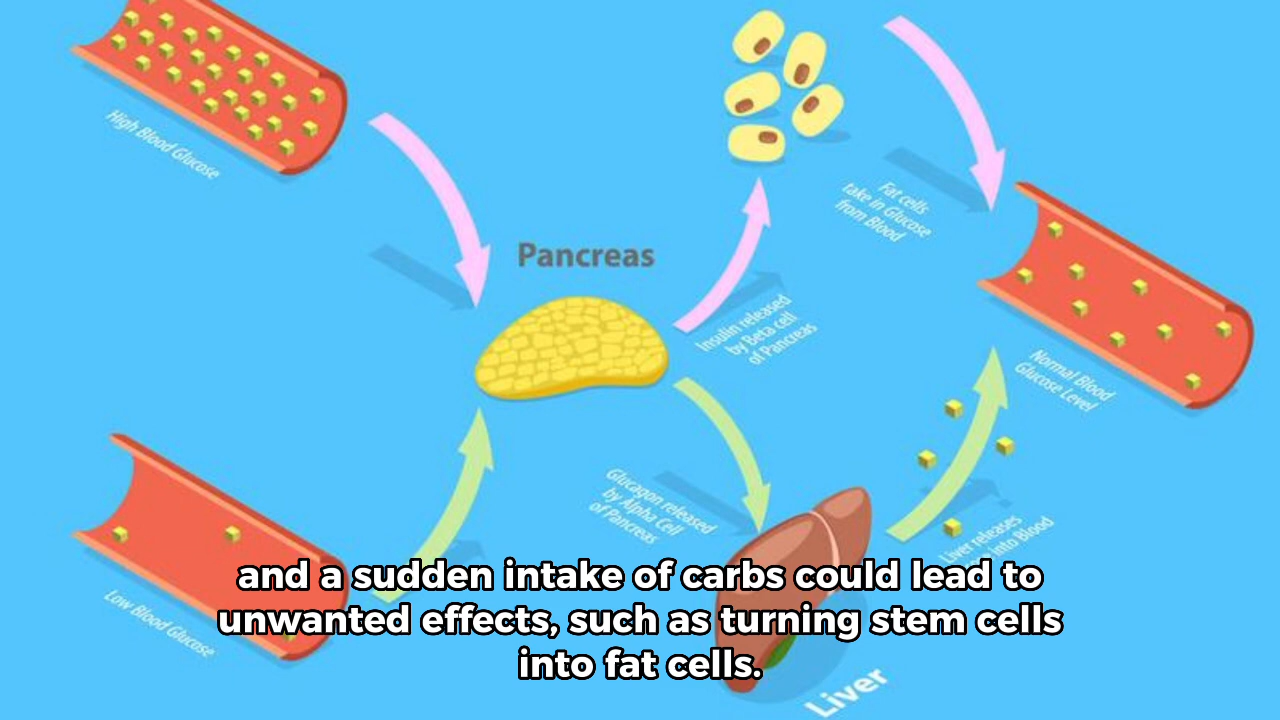 High Blood Glucose
Pancreas
Fat cells
take in Glucose
from Blood
Insulin released
by Beta cell
of Pancreas
Normal Blood
Glucose Level
Glucagon released
by Alpha Cell
of Pancreas
Liver releases
into Blood
Low Blood Glucose
and a sudden intake of carbs could lead to
unwanted effects, such as turning stem cells
into fat cells.
Liver